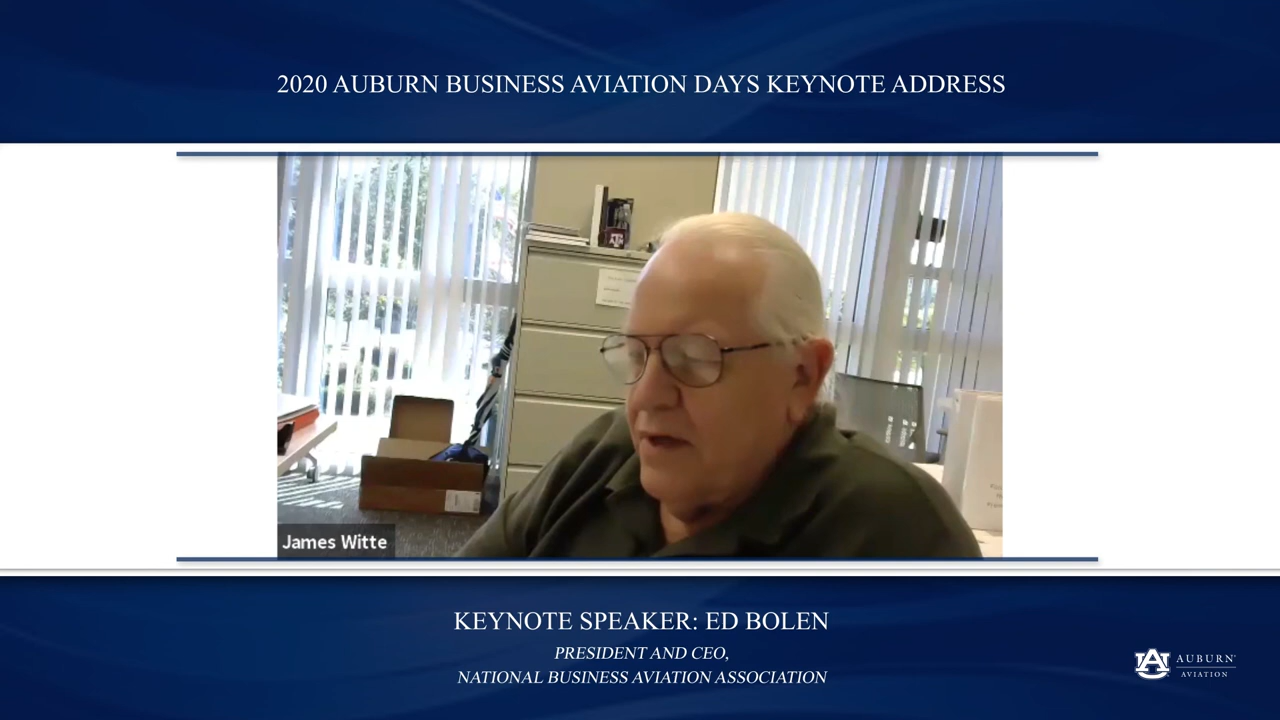 2020 AUBURN BUSINESS AVIATION DAYS KEYNOTE ADDRESS
James Witte
KEYNOTE SPEAKER: ED BOLEN
PRESIDENT AND CEO,
NATIONAL BUSINESS AVIATION ASSOCIATION
AUBURN
AVIATION